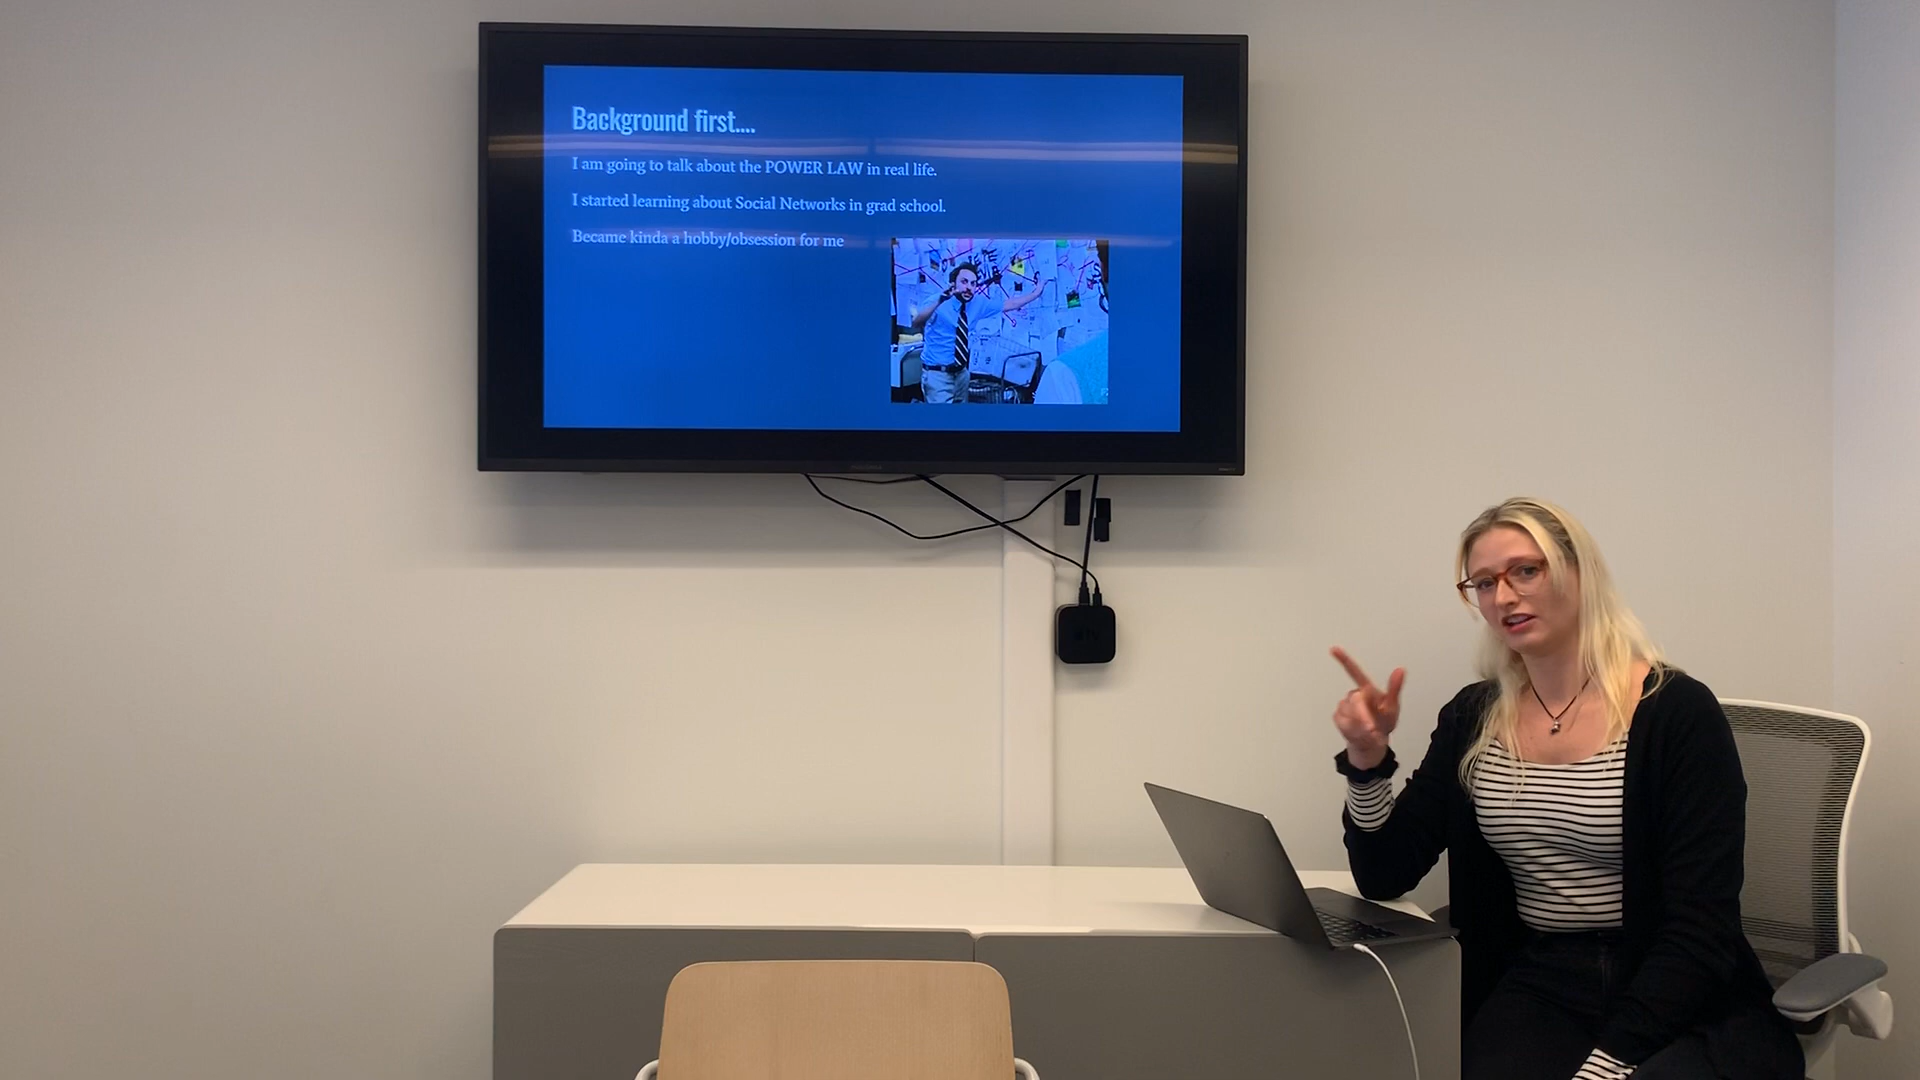 Background first....
I am going to talk about the POWER LAW in real life.
I started learning about Social Networks in grad school.
Became kinda a hobby/obsession for me
tv